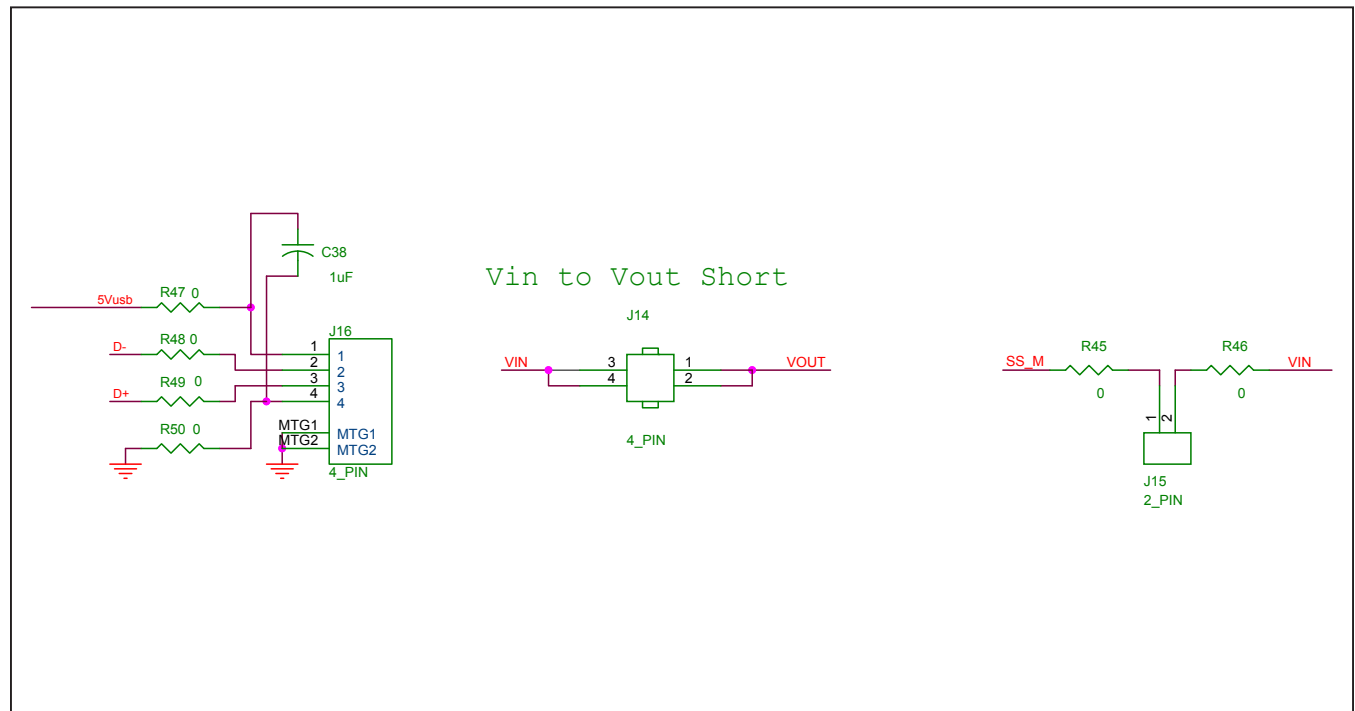 C38
1uF
5Vusb
R47 0
D-
R48 0
D+
R49 0
R50 0
J16
1 1
2 2
3 3
4 4
MTG1 MTG1
MTG2 MTG2
4_PIN
Vin to Vout Short
J14
VIN 3 1 VOUT
4 2
4_PIN
SS_M R45 R46 VIN
0 0
1 2
J15
2_PIN